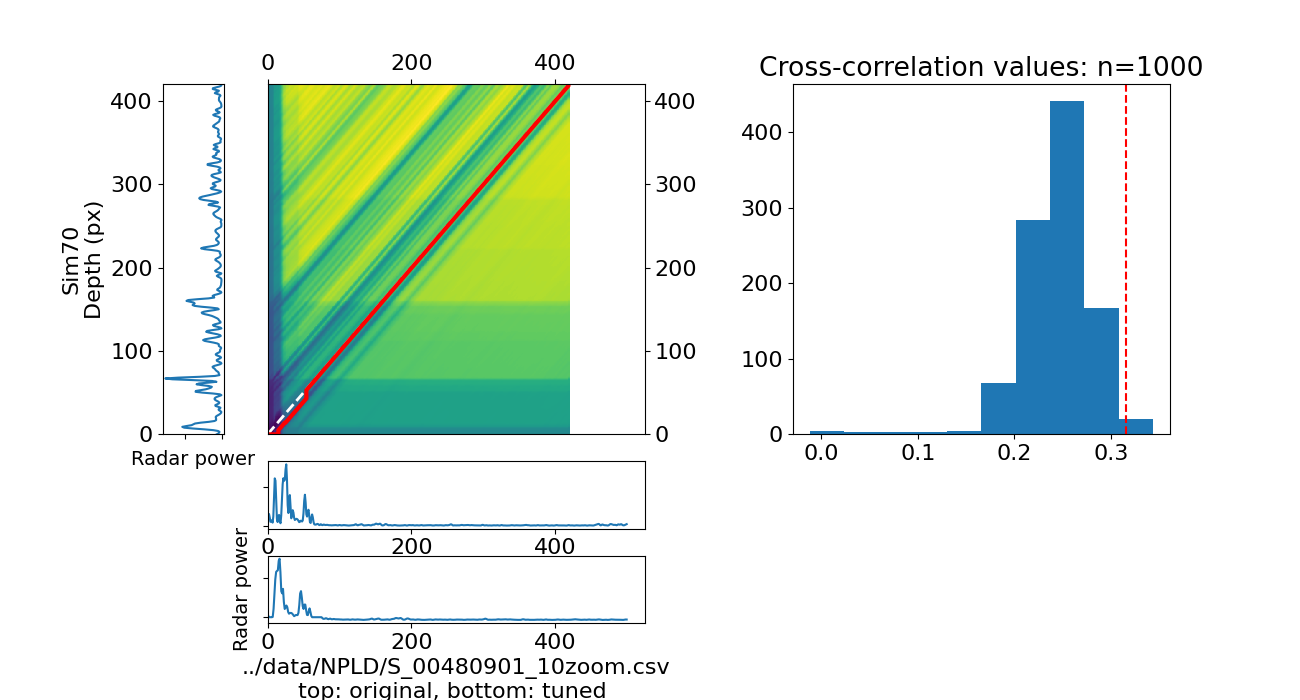 0 200 400
Cross-correlation values: n=1000
400
300
200
100
0
Sim70
Depth (px)
400
300
200
100
0
400
300
200
100
0
0.0 0.1 0.2 0.3
Radar power
0 200 400
Radar power
0 200 400
../data/NPLD/S_00480901_10zoom.csv
top: original, bottom: tuned